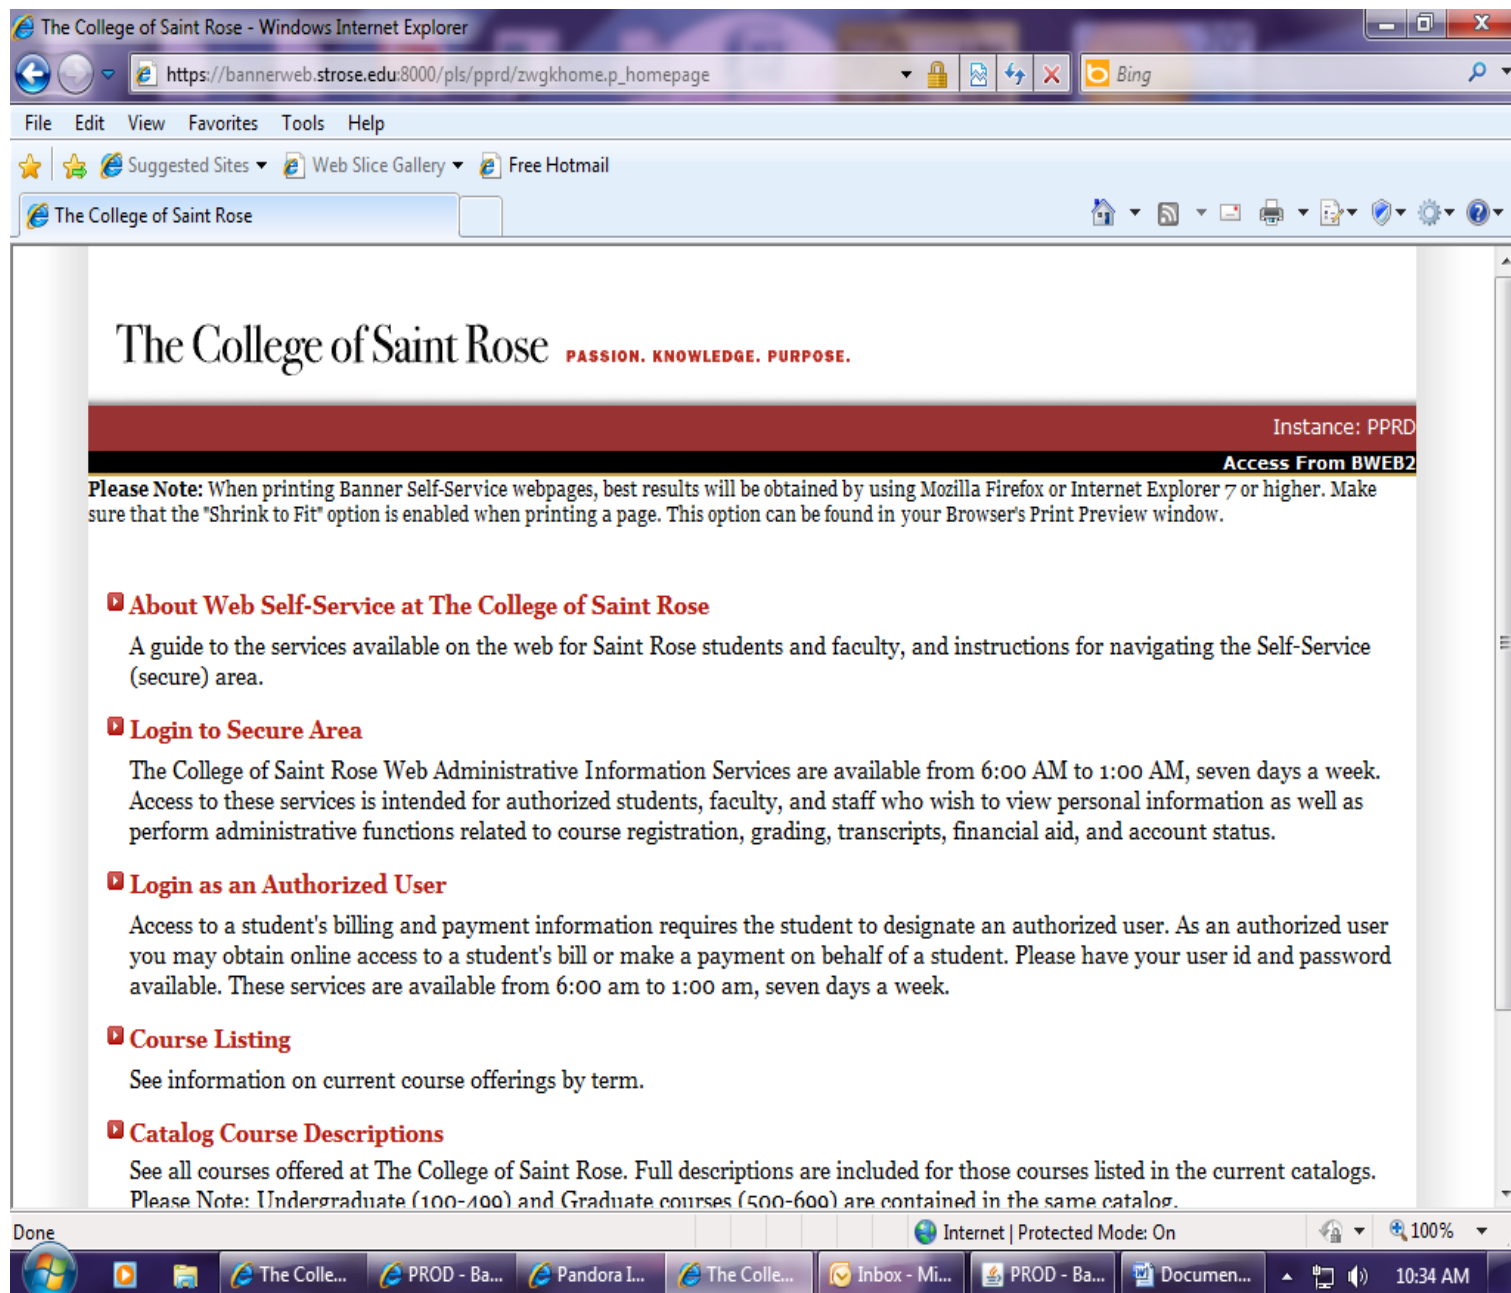 The College of Saint Rose - Windows Internet Explorer
https://bannerweb.strose.edu:8000/pls/pprd/zwgkhome.p_homepage
Bing
File Edit View Favorites Tools Help
Suggested Sites Web Slice Gallery Free Hotmail
The College of Saint Rose
The College of Saint Rose PASSION. KNOWLEDGE. PURPOSE.
Instance: PPRD
Access From BWEB2
Please Note: When printing Banner Self-Service webpages, best results will be obtained by using Mozilla Firefox or Internet Explorer 7 or higher. Make
sure that the "Shrink to Fit" option is enabled when printing a page. This option can be found in your Browser's Print Preview window.
About Web Self-Service at The College of Saint Rose
A guide to the services available on the web for Saint Rose students and faculty, and instructions for navigating the Self-Service
(secure) area.
Login to Secure Area
The College of Saint Rose Web Administrative Information Services are available from 6:00 AM to 1:00 AM, seven days a week.
Access to these services is intended for authorized students, faculty, and staff who wish to view personal information as well as
perform administrative functions related to course registration, grading, transcripts, financial aid, and account status.
Login as an Authorized User
Access to a student's billing and payment information requires the student to designate an authorized user. As an authorized user
you may obtain online access to a student's bill or make a payment on behalf of a student. Please have your user id and password
available. These services are available from 6:00 am to 1:00 am, seven days a week.
Course Listing
See information on current course offerings by term.
Catalog Course Descriptions
See all courses offered at The College of Saint Rose. Full descriptions are included for those courses listed in the current catalogs.
Please Note: Undergraduate (100-499) and Graduate courses (500-699) are contained in the same catalog.
Done Internet | Protected Mode: On 100%
The Colle... PROD - Ba... Pandora I... The Colle... Inbox - Mi... PROD - Ba... Documen... 10:34 AM